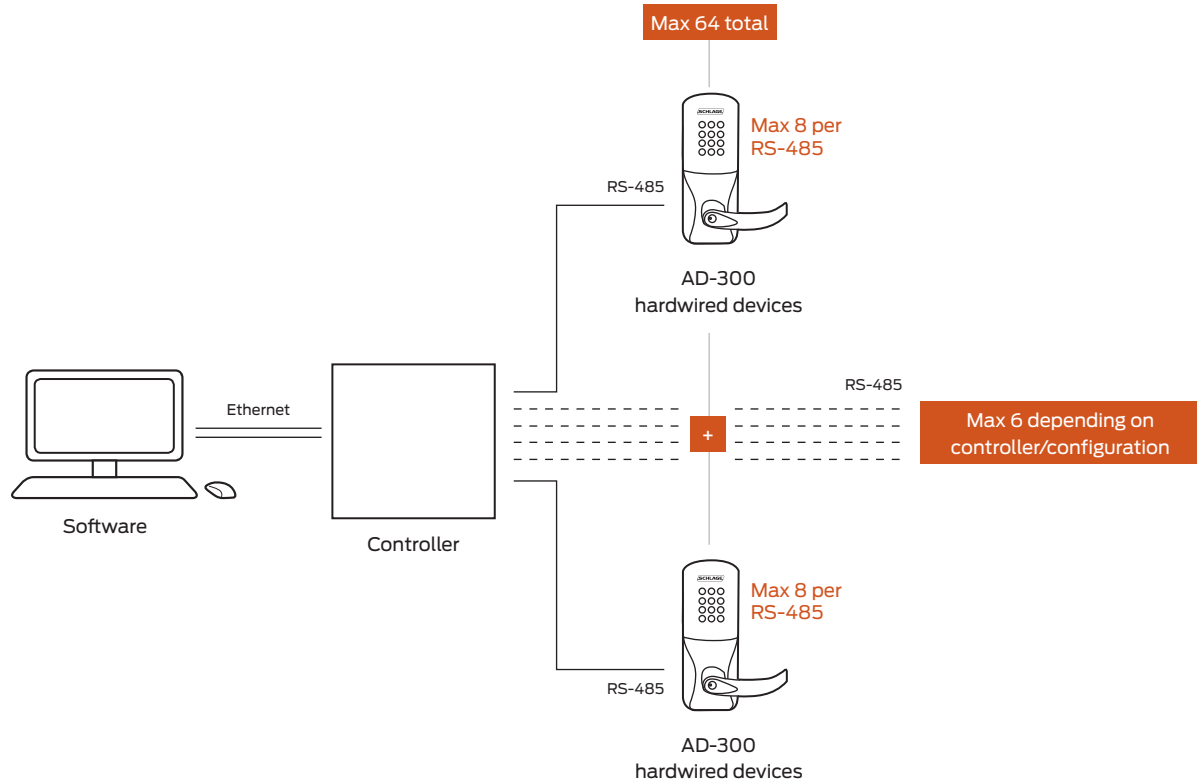 Max 64 total
SCHLAGE
Max 8 per
RS-485
RS-485
AD-300
hardwired devices
Ethernet
RS-485
+
Max 6 depending on
controller/configuration
Software
Controller
SCHLAGE
Max 8 per
RS-485
RS-485
AD-300
hardwired devices